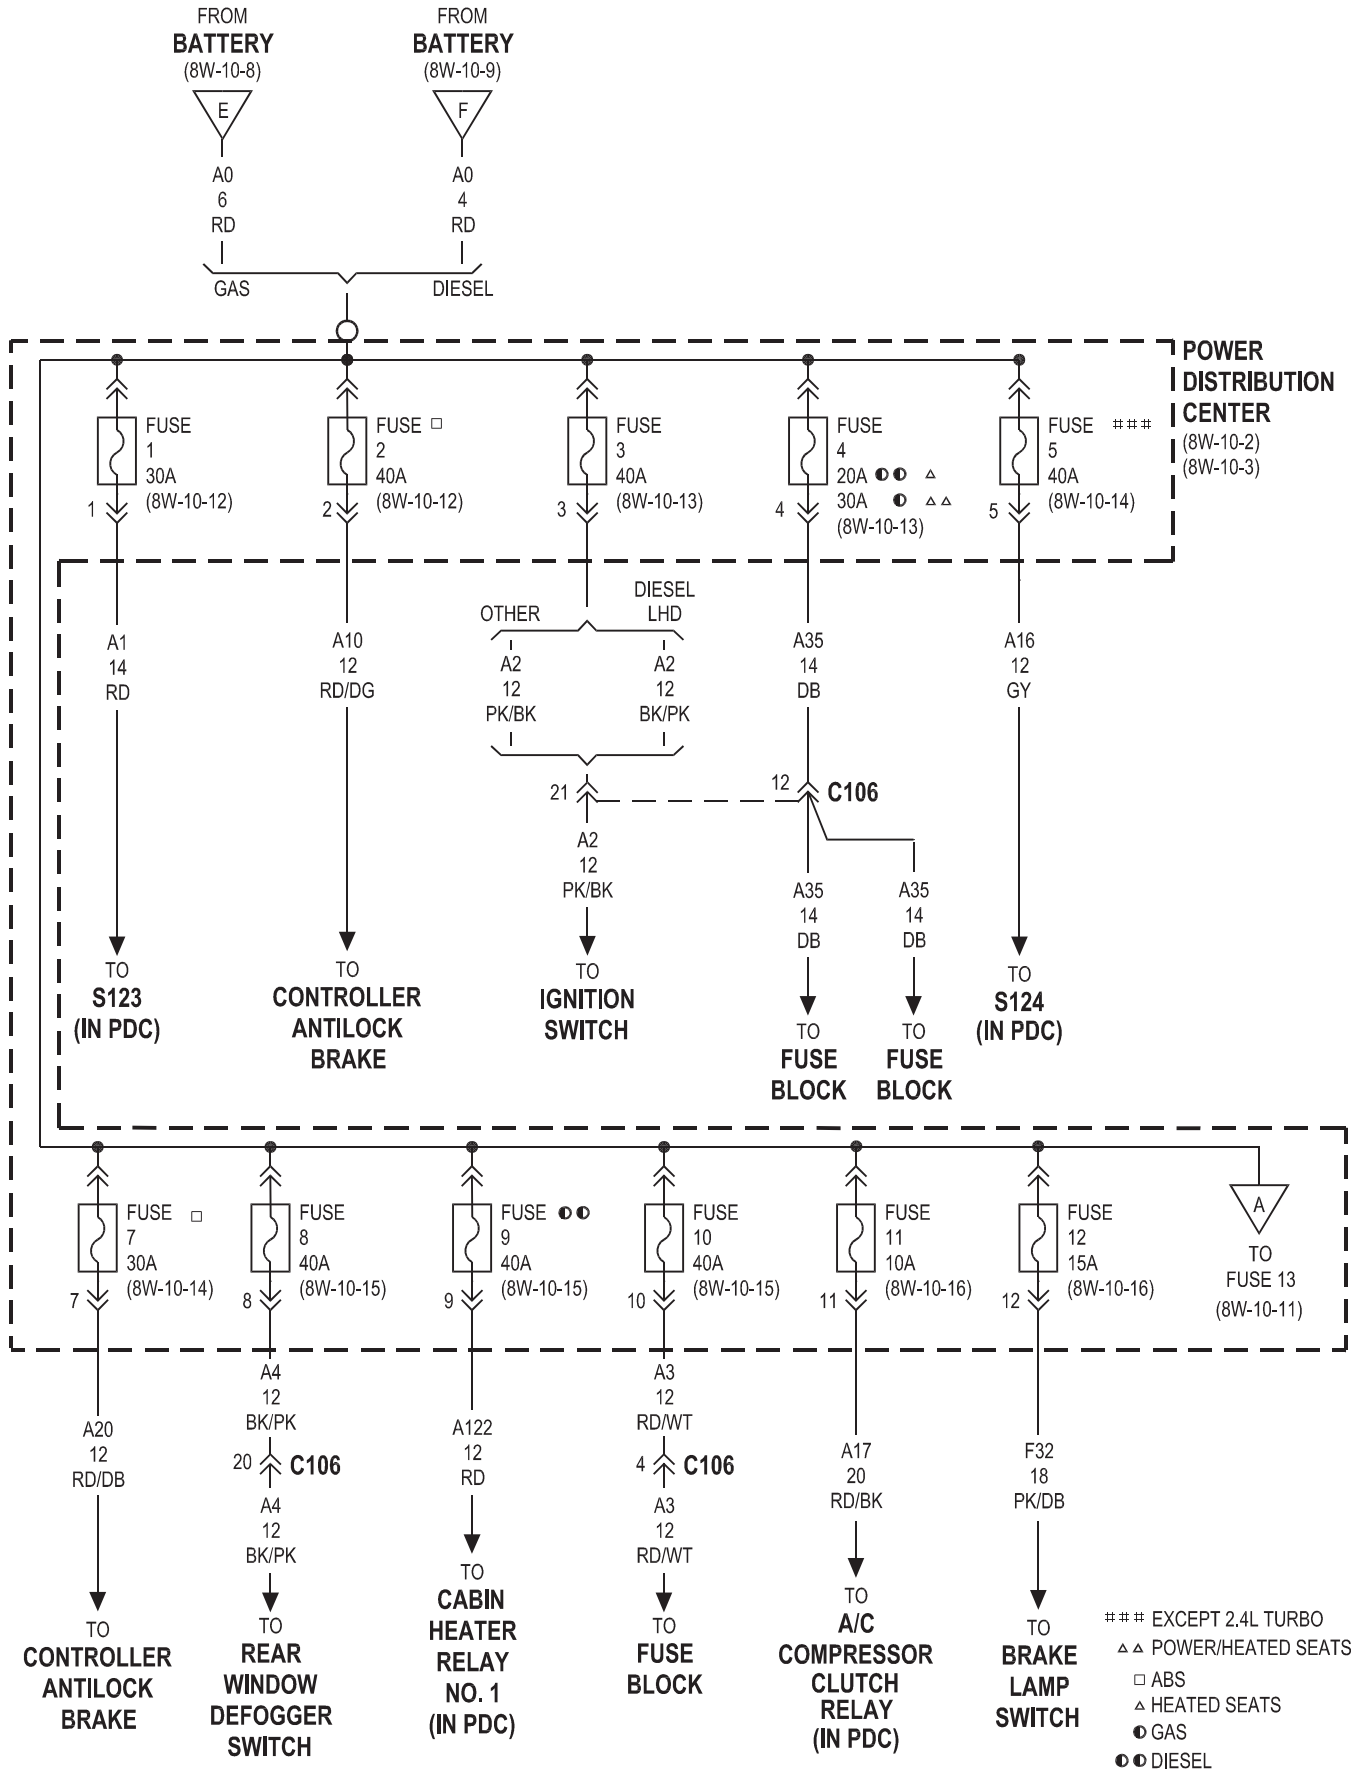 FROM
BATTERY
(8W-10-8)
E
A0
6
RD
GAS
FROM
BATTERY
(8W-10-9)
F
A0
4
RD
DIESEL
POWER
DISTRIBUTION
CENTER
(8W-10-2)
(8W-10-3)
FUSE
1
30A
(8W-10-12)
1
FUSE □
2
40A
(8W-10-12)
2
FUSE
3
40A
(8W-10-13)
3
FUSE
4
20A ◐◐ △
30A ◐ △△
(8W-10-13)
4
FUSE ###
5
40A
(8W-10-14)
5
A1
14
RD
TO
S123
(IN PDC)
A10
12
RD/DG
TO
CONTROLLER
ANTILOCK
BRAKE
OTHER
A2
12
PK/BK
DIESEL
LHD
A2
12
BK/PK
21
A2
12
PK/BK
TO
IGNITION
SWITCH
A35
14
DB
12
C106
A35
14
DB
TO
FUSE
BLOCK
A35
14
DB
TO
FUSE
BLOCK
A16
12
GY
TO
S124
(IN PDC)
FUSE □
7
30A
(8W-10-14)
7
FUSE
8
40A
(8W-10-15)
8
FUSE ◐◐
9
40A
(8W-10-15)
9
FUSE
10
40A
(8W-10-15)
10
FUSE
11
10A
(8W-10-16)
11
FUSE
12
15A
(8W-10-16)
12
A
TO
FUSE 13
(8W-10-11)
A20
12
RD/DB
TO
CONTROLLER
ANTILOCK
BRAKE
A4
12
BK/PK
20
C106
A4
12
BK/PK
TO
REAR
WINDOW
DEFOGGER
SWITCH
A122
12
RD
TO
CABIN
HEATER
RELAY
NO. 1
(IN PDC)
A3
12
RD/WT
4
C106
A3
12
RD/WT
TO
FUSE
BLOCK
A17
20
RD/BK
TO
A/C
COMPRESSOR
CLUTCH
RELAY
(IN PDC)
F32
18
PK/DB
TO
BRAKE
LAMP
SWITCH
### EXCEPT 2.4L TURBO
△△ POWER/HEATED SEATS
□ ABS
△ HEATED SEATS
◐ GAS
◐◐ DIESEL